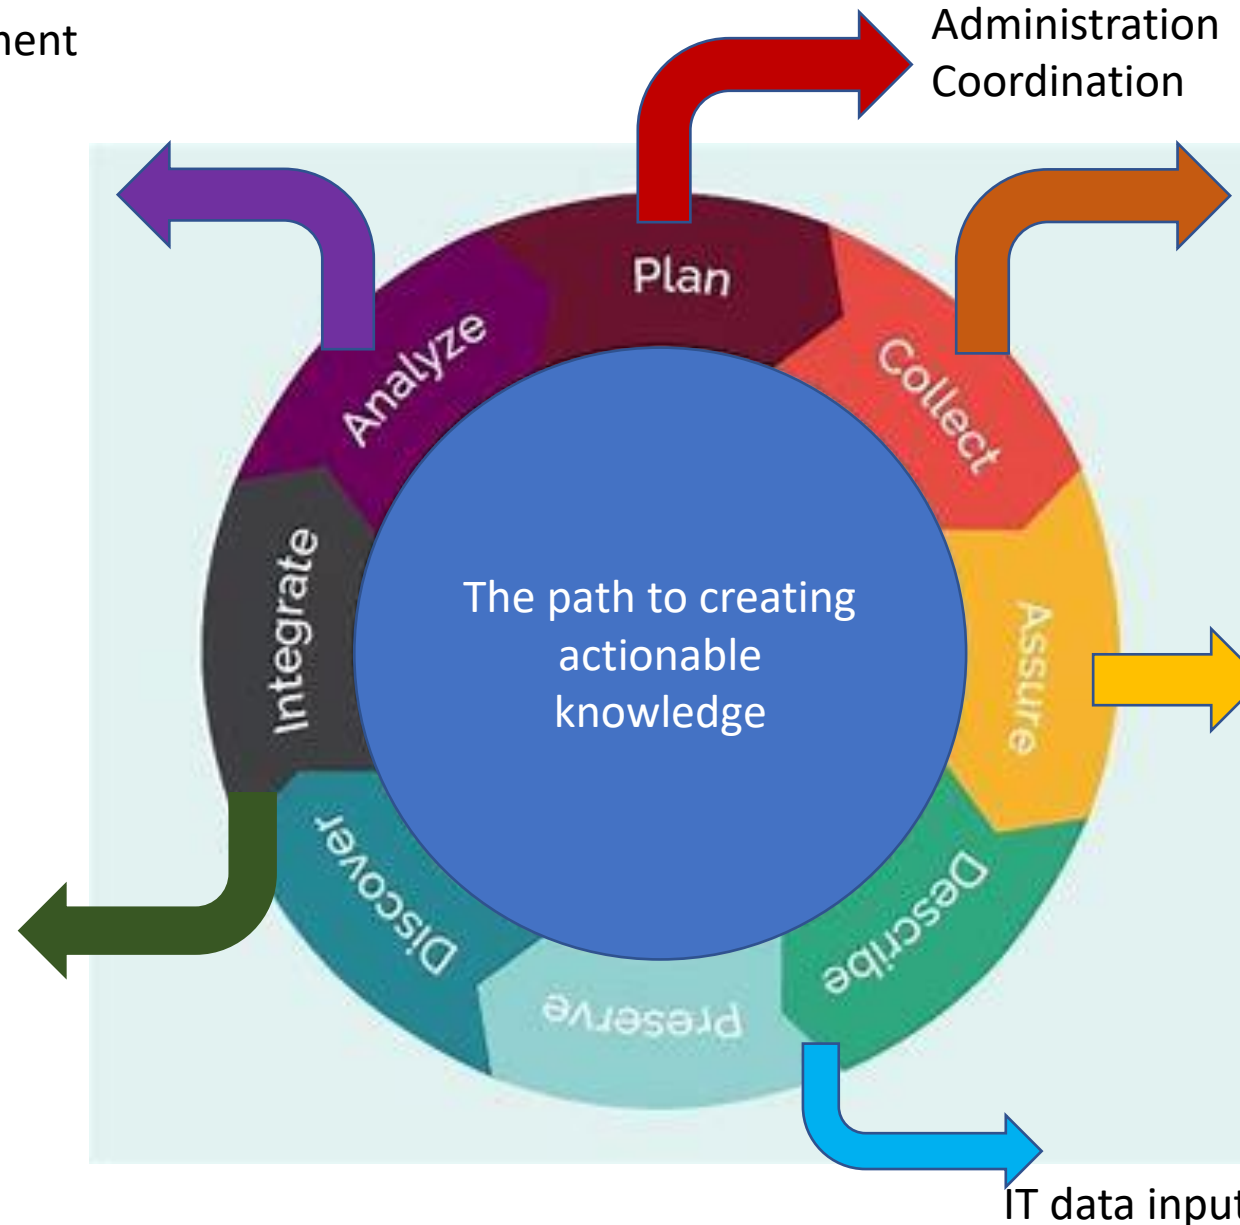 Administration
Coordination
Plan
Collect
Assure
Describe
Preserve
Discover
Integrate
Analyze
The path to creating
actionable
knowledge
IT data input